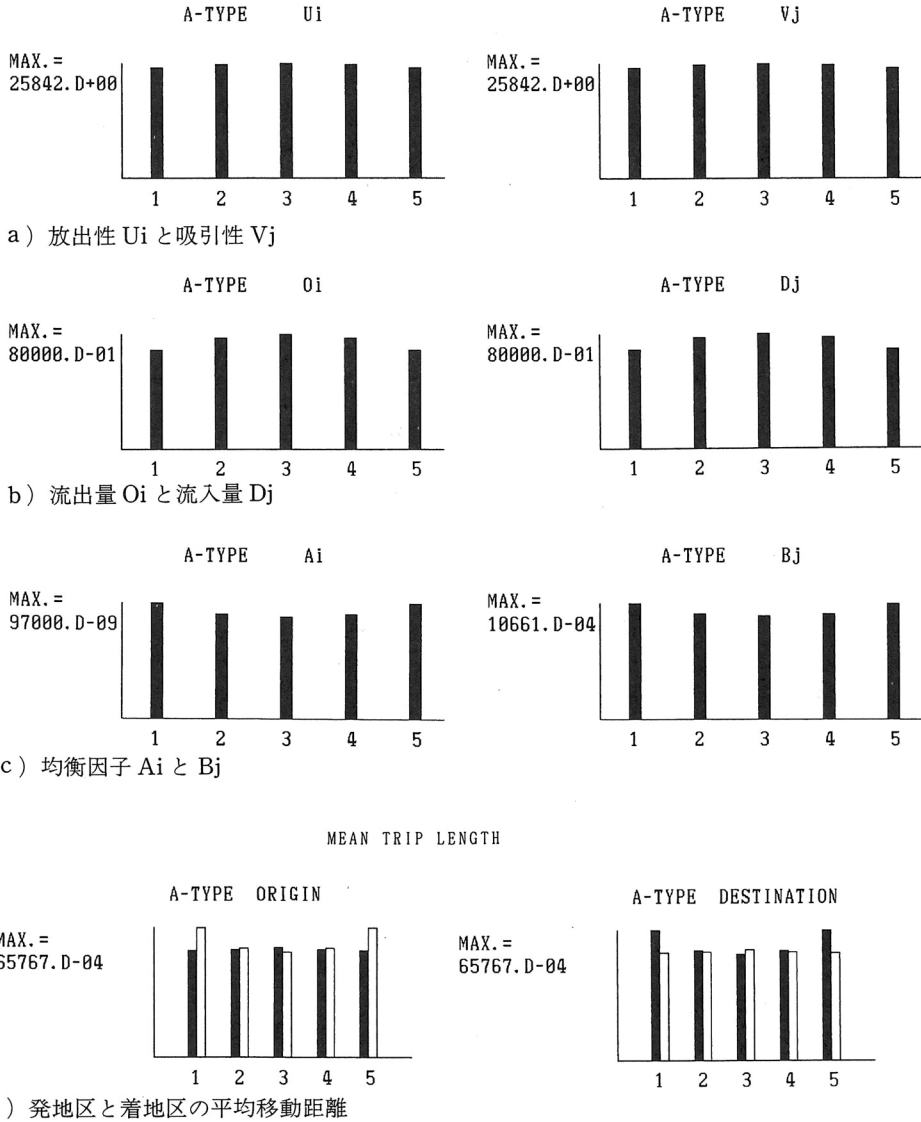 A-TYPE Ui
MAX.=
25842.D+00
1 2 3 4 5
A-TYPE Vj
MAX.=
25842.D+00
1 2 3 4 5
a) 放出性 Ui と吸引性 Vj
A-TYPE Oi
MAX.=
80000.D-01
1 2 3 4 5
A-TYPE Dj
MAX.=
80000.D-01
1 2 3 4 5
b) 流出量 Oi と流入量 Dj
A-TYPE Ai
MAX.=
97000.D-09
1 2 3 4 5
A-TYPE Bj
MAX.=
10661.D-04
1 2 3 4 5
c) 均衡因子 Ai と Bj
MEAN TRIP LENGTH
A-TYPE ORIGIN
MAX.=
65767.D-04
1 2 3 4 5
A-TYPE DESTINATION
MAX.=
65767.D-04
1 2 3 4 5
) 発地区と着地区の平均移動距離